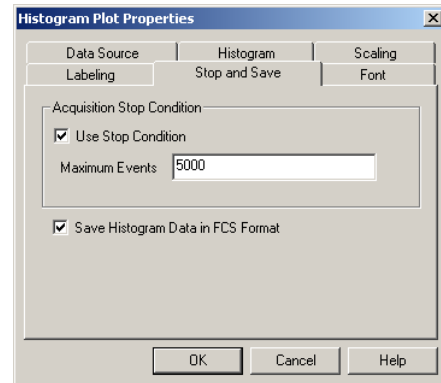 Histogram Plot Properties
Data Source Histogram Scaling
Labeling Stop and Save Font
Acquisition Stop Condition
Use Stop Condition
Maximum Events 5000
Save Histogram Data in FCS Format
OK Cancel Help